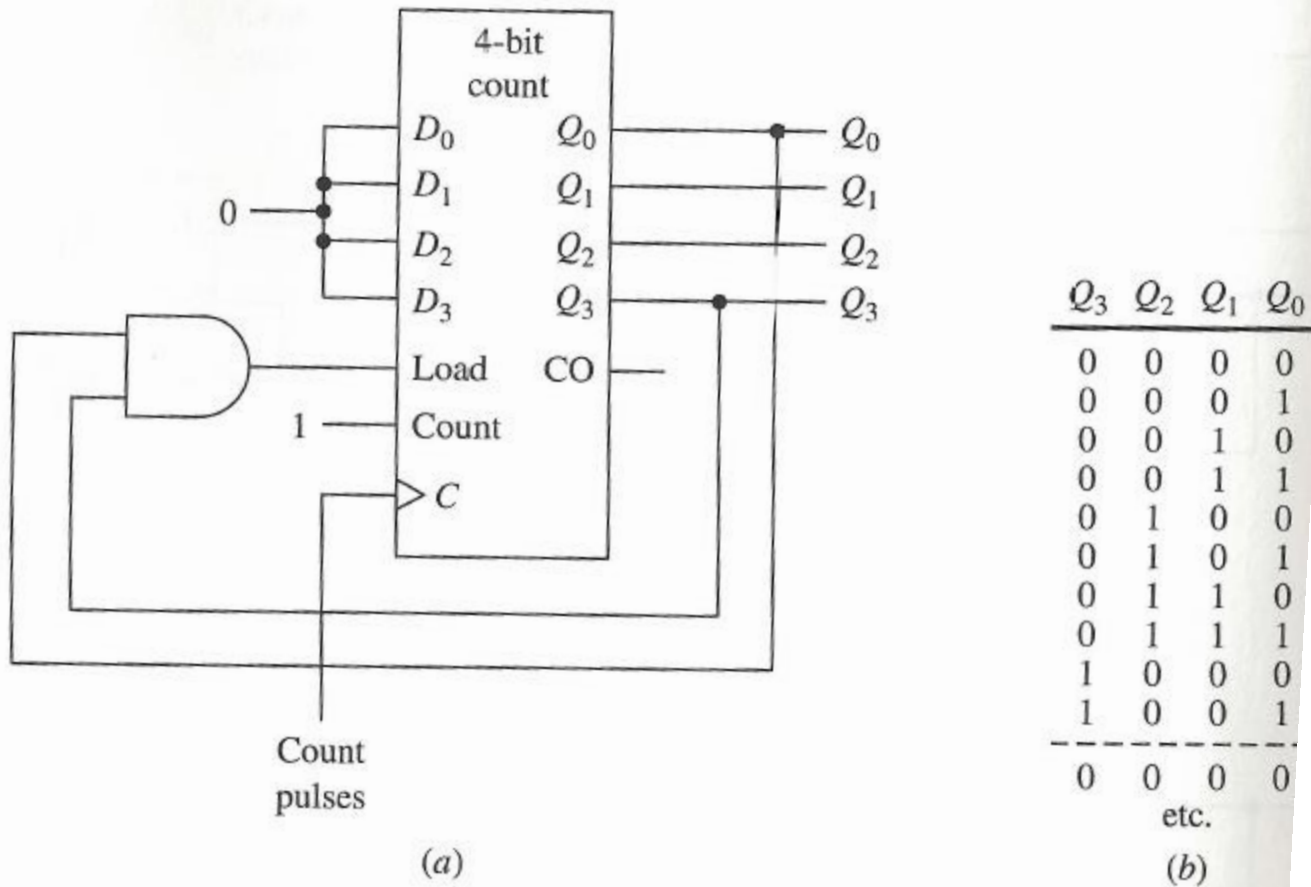 4-bit
count
D0 Q0 Q0
D1 Q1 Q1
0
D2 Q2 Q2
D3 Q3 Q3
Load CO
1 Count
C
Count
pulses
(a)
Q3 Q2 Q1 Q0
0 0 0 0
0 0 0 1
0 0 1 0
0 0 1 1
0 1 0 0
0 1 0 1
0 1 1 0
0 1 1 1
1 0 0 0
1 0 0 1
0 0 0 0
etc.
(b)